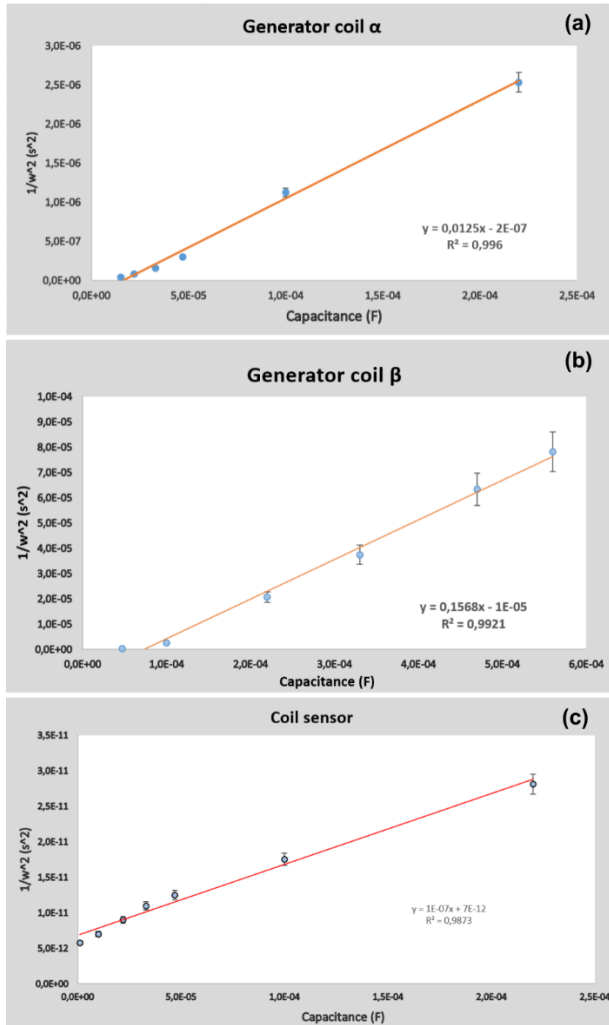 Generator coil α
(a)
3,0E-06
2,5E-06
2,0E-06
1,5E-06
1,0E-06
5,0E-07
0,0E+00
1/w^2 (s^2)
y = 0,0125x - 2E-07
R² = 0,996
0,0E+00 5,0E-05 1,0E-04 1,5E-04 2,0E-04 2,5E-04
Capacitance (F)
Generator coil β
(b)
1,0E-04
9,0E-05
8,0E-05
7,0E-05
6,0E-05
5,0E-05
4,0E-05
3,0E-05
2,0E-05
1,0E-05
0,0E+00
1/w^2 (s^2)
y = 0,1568x - 1E-05
R² = 0,9921
0,0E+00 1,0E-04 2,0E-04 3,0E-04 4,0E-04 5,0E-04 6,0E-04
Capacitance (F)
Coil sensor
(c)
3,5E-11
3,0E-11
2,5E-11
2,0E-11
1,5E-11
1,0E-11
5,0E-12
0,0E+00
1/w^2 (s^2)
y = 1E-07x + 7E-12
R² = 0,9873
0,0E+00 5,0E-05 1,0E-04 1,5E-04 2,0E-04
Capacitance (F)